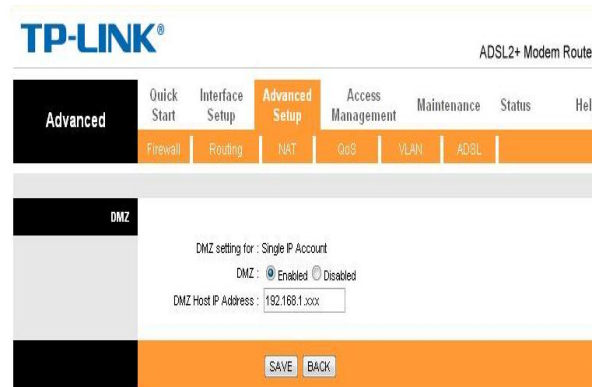 TP-LINK®
ADSL2+ Modem Route
Advanced
Quick Start
Interface Setup
Advanced Setup
Access Management
Maintenance
Status
Hel
Firewall
Routing
NAT
QoS
VLAN
ADSL
DMZ
DMZ setting for : Single IP Account
DMZ : Enabled Disabled
DMZ Host IP Address : 192.168.1.xxx
SAVE BACK